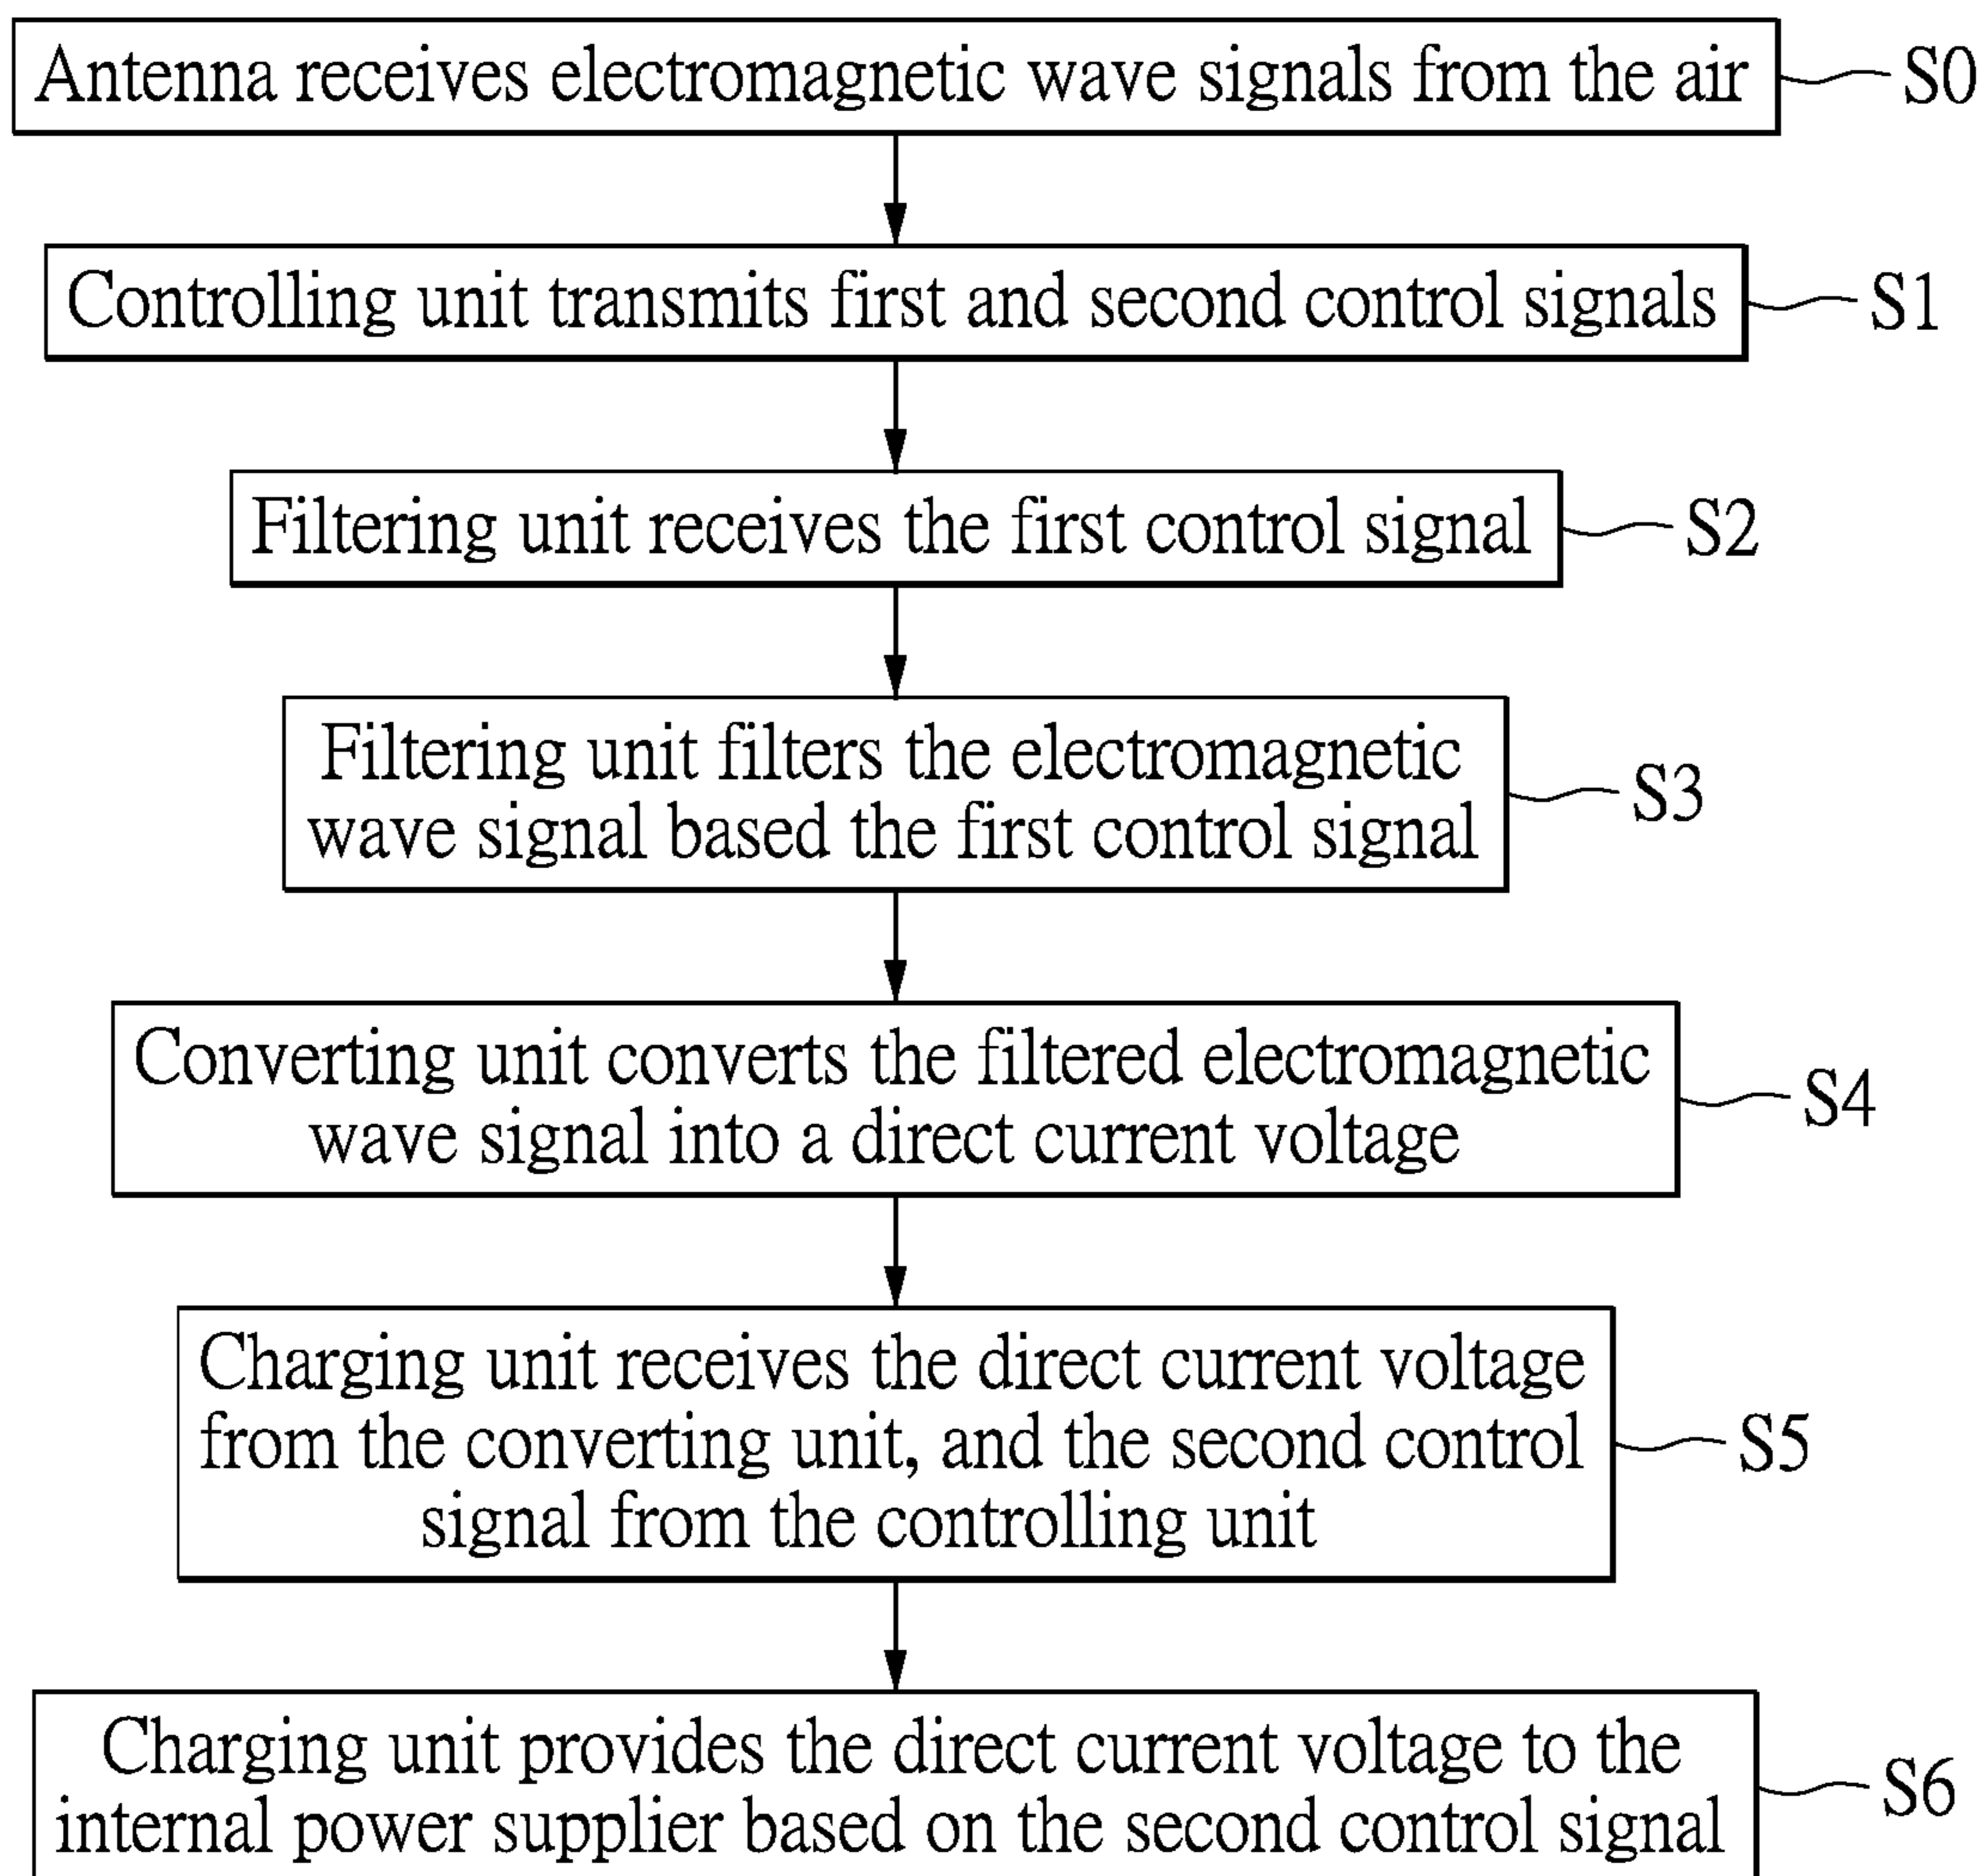 Antenna receives electromagnetic wave signals from the air
S0
Controlling unit transmits first and second control signals
S1
Filtering unit receives the first control signal
S2
Filtering unit filters the electromagnetic
wave signal based the first control signal
S3
Converting unit converts the filtered electromagnetic
wave signal into a direct current voltage
S4
Charging unit receives the direct current voltage
from the converting unit, and the second control
signal from the controlling unit
S5
Charging unit provides the direct current voltage to the
internal power supplier based on the second control signal
S6